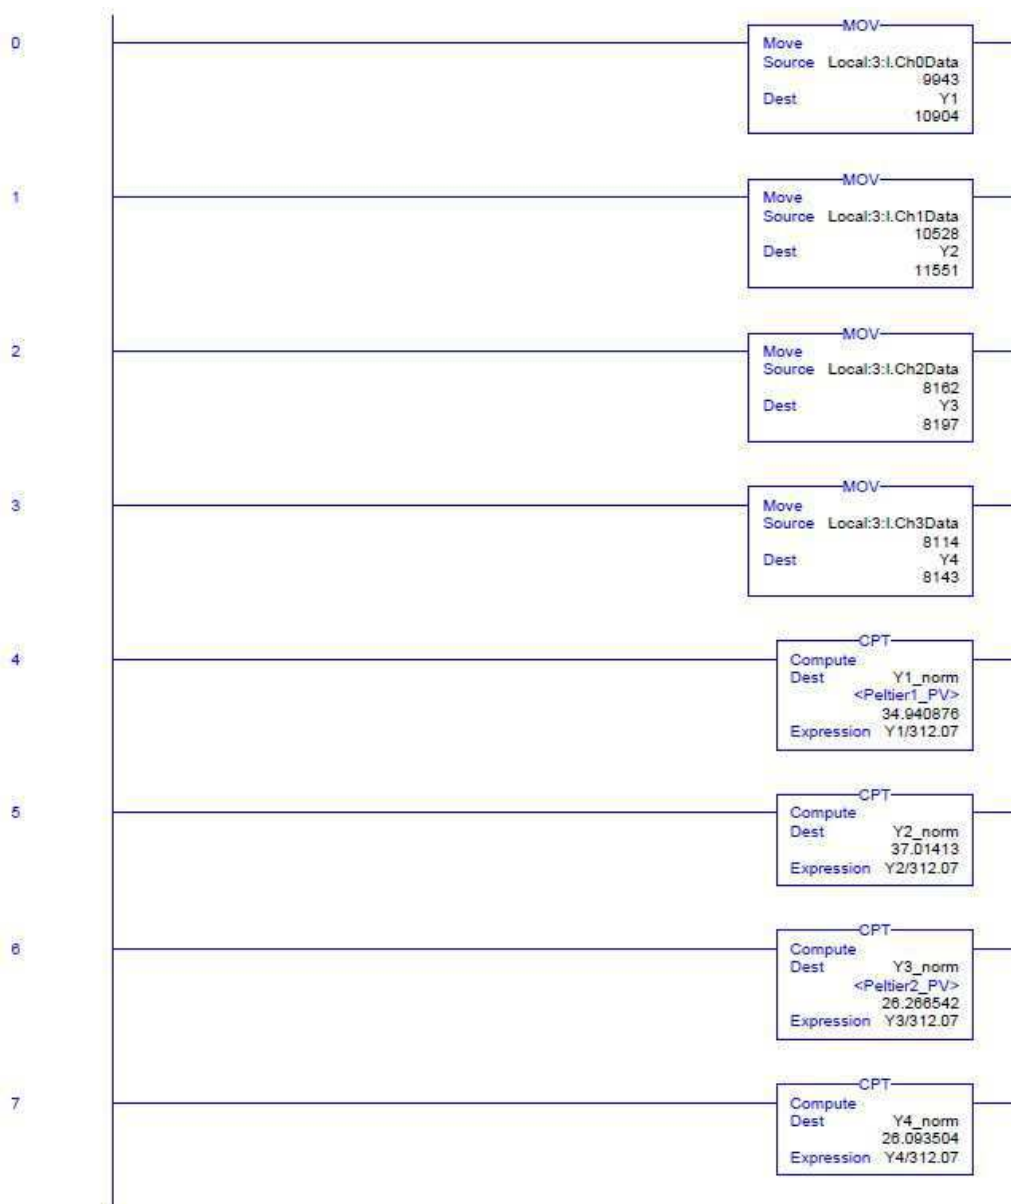 0
MOV
Move
Source Local:3:I.Ch0Data
9943
Dest Y1
10904
1
MOV
Move
Source Local:3:I.Ch1Data
10528
Dest Y2
11551
2
MOV
Move
Source Local:3:I.Ch2Data
8162
Dest Y3
8197
3
MOV
Move
Source Local:3:I.Ch3Data
8114
Dest Y4
8143
4
CPT
Compute
Dest Y1_norm
<Peltier1_PV>
34.940876
Expression Y1/312.07
5
CPT
Compute
Dest Y2_norm
37.01413
Expression Y2/312.07
6
CPT
Compute
Dest Y3_norm
<Peltier2_PV>
26.266542
Expression Y3/312.07
7
CPT
Compute
Dest Y4_norm
26.093504
Expression Y4/312.07